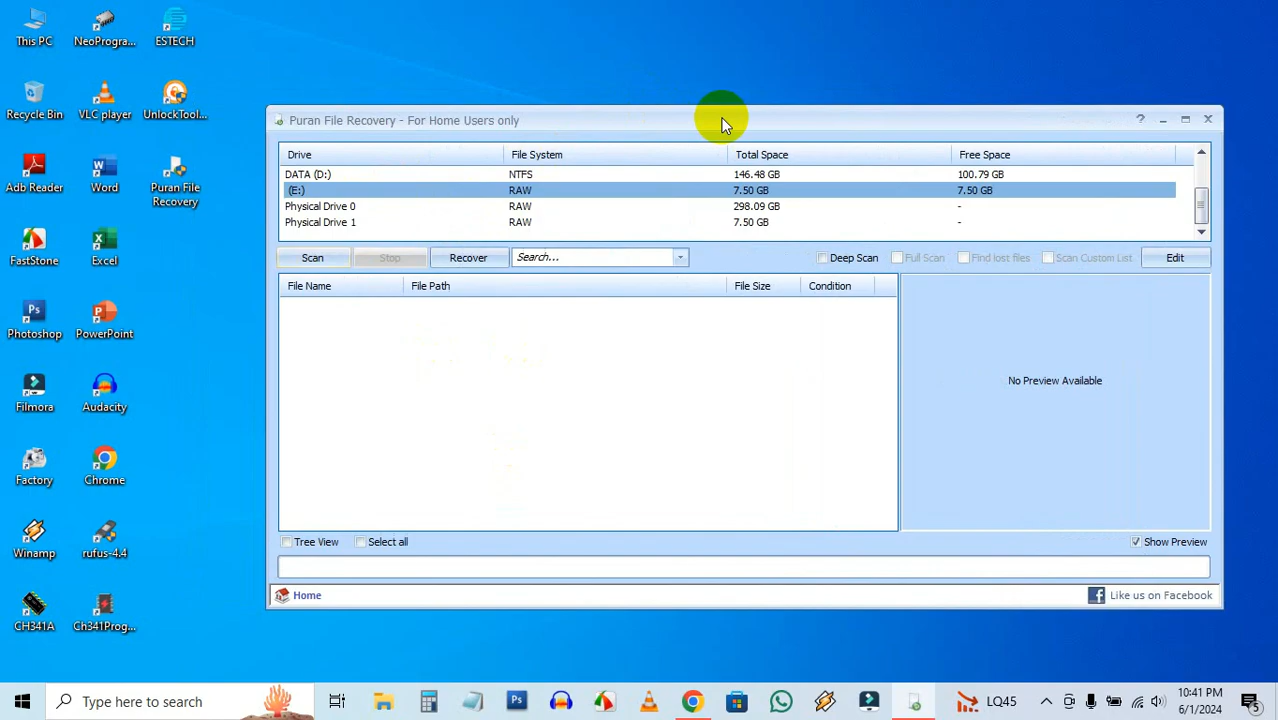 This PC
NeoProgra...
ESTECH
Recycle Bin
VLC player
UnlockTool...
Adb Reader
Word
Puran File
Recovery
FastStone
Excel
Photoshop
PowerPoint
Filmora
Audacity
Factory
Chrome
Winamp
rufus-4.4
CH341A
Ch341Prog...
Puran File Recovery - For Home Users only
Drive File System Total Space Free Space
DATA (D:) NTFS 146.48 GB 100.79 GB
(E:) RAW 7.50 GB 7.50 GB
Physical Drive 0 RAW 298.09 GB -
Physical Drive 1 RAW 7.50 GB -
Scan Stop Recover Search... Deep Scan Full Scan Find lost files Scan Custom List Edit
File Name File Path File Size Condition
No Preview Available
Tree View Select all Show Preview
Home Like us on Facebook
Type here to search LQ45 10:41 PM
6/1/2024 5